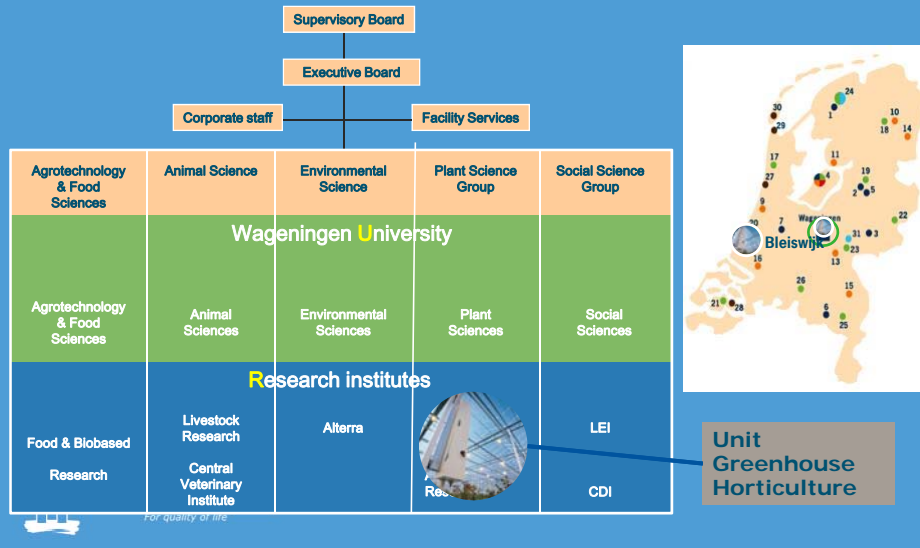 Supervisory Board
Executive Board
Corporate staff
Facility Services
Agrotechnology
& Food
Sciences
Animal Science
Environmental
Science
Plant Science
Group
Social Science
Group
Wageningen University
Agrotechnology
& Food
Sciences
Animal
Sciences
Environmental
Sciences
Plant
Sciences
Social
Sciences
Research institutes
Food & Biobased
Research
Livestock
Research
Central
Veterinary
Institute
Alterra
LEI
CDI
Unit
Greenhouse
Horticulture
For quality of life
24
30
1
10
29
18
14
17
11
27
4
19
2
5
9
22
7
Wageningen
Bleiswijk
31
3
23
16
13
26
15
21
28
6
25